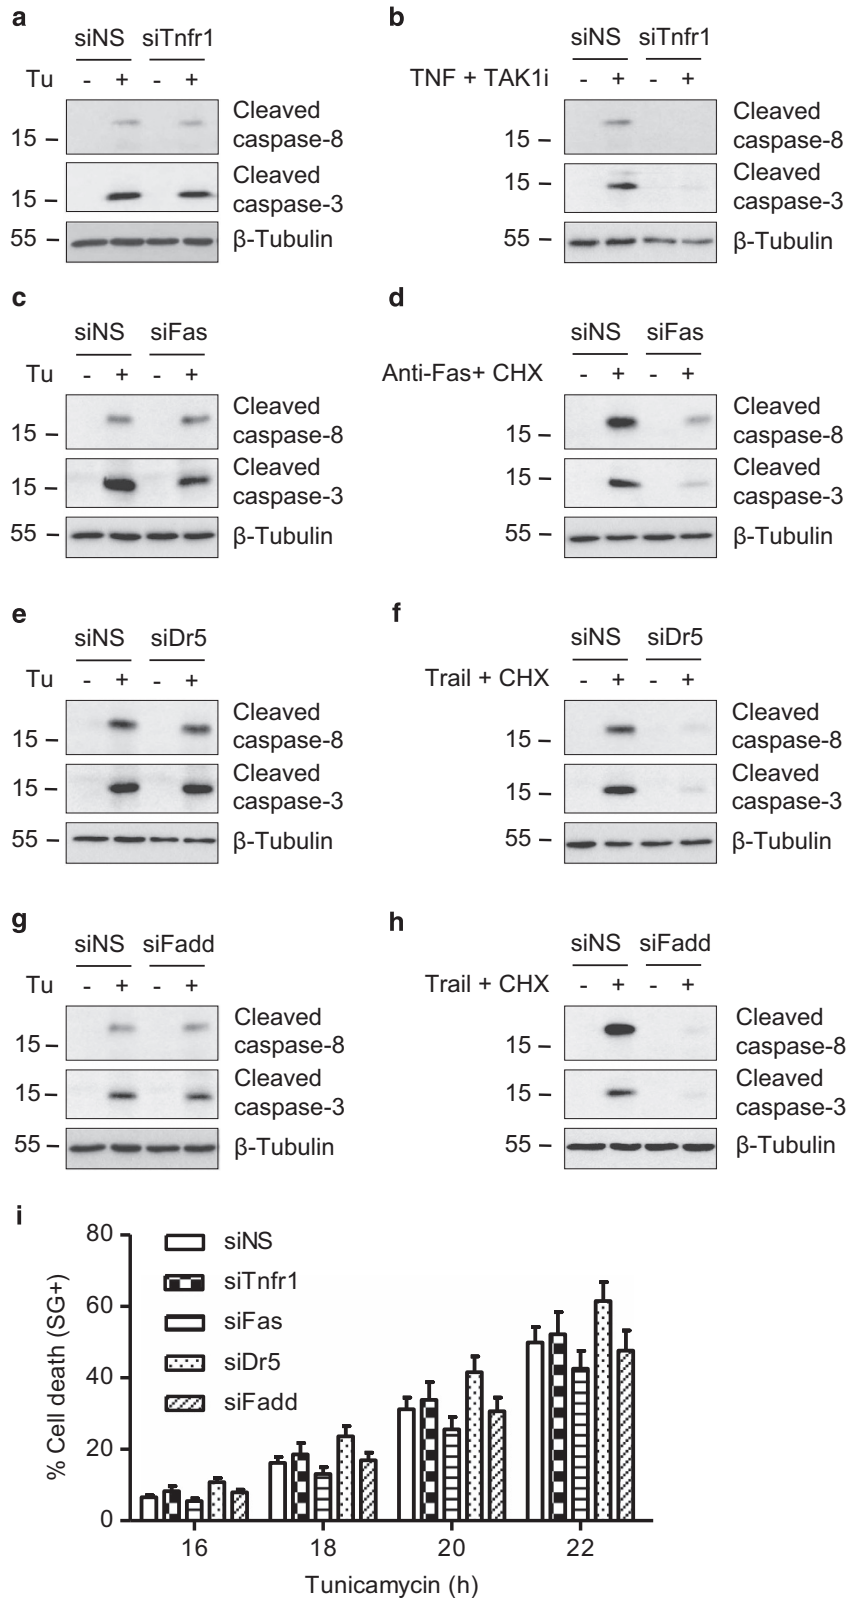 a
siNS siTnfr1
Tu - + - +
Cleaved
15 – caspase-8
Cleaved
15 – caspase-3
55 – β-Tubulin
b
siNS siTnfr1
TNF + TAK1i - + - +
Cleaved
15 – caspase-8
15 – Cleaved
caspase-3
55 – β-Tubulin
c
siNS siFas
Tu - + - +
Cleaved
15 – caspase-8
Cleaved
15 – caspase-3
55 – β-Tubulin
d
siNS siFas
Anti-Fas+ CHX - + - +
Cleaved
15 – caspase-8
15 – Cleaved
caspase-3
55 – β-Tubulin
e
siNS siDr5
Tu - + - +
Cleaved
15 – caspase-8
Cleaved
15 – caspase-3
55 – β-Tubulin
f
siNS siDr5
Trail + CHX - + - +
Cleaved
15 – caspase-8
Cleaved
15 – caspase-3
55 – β-Tubulin
g
siNS siFadd
Tu - + - +
Cleaved
15 – caspase-8
Cleaved
15 – caspase-3
55 – β-Tubulin
h
siNS siFadd
Trail + CHX - + - +
Cleaved
15 – caspase-8
Cleaved
15 – caspase-3
55 – β-Tubulin
i
% Cell death (SG+)
80
60
40
20
0
siNS
siTnfr1
siFas
siDr5
siFadd
16 18 20 22
Tunicamycin (h)